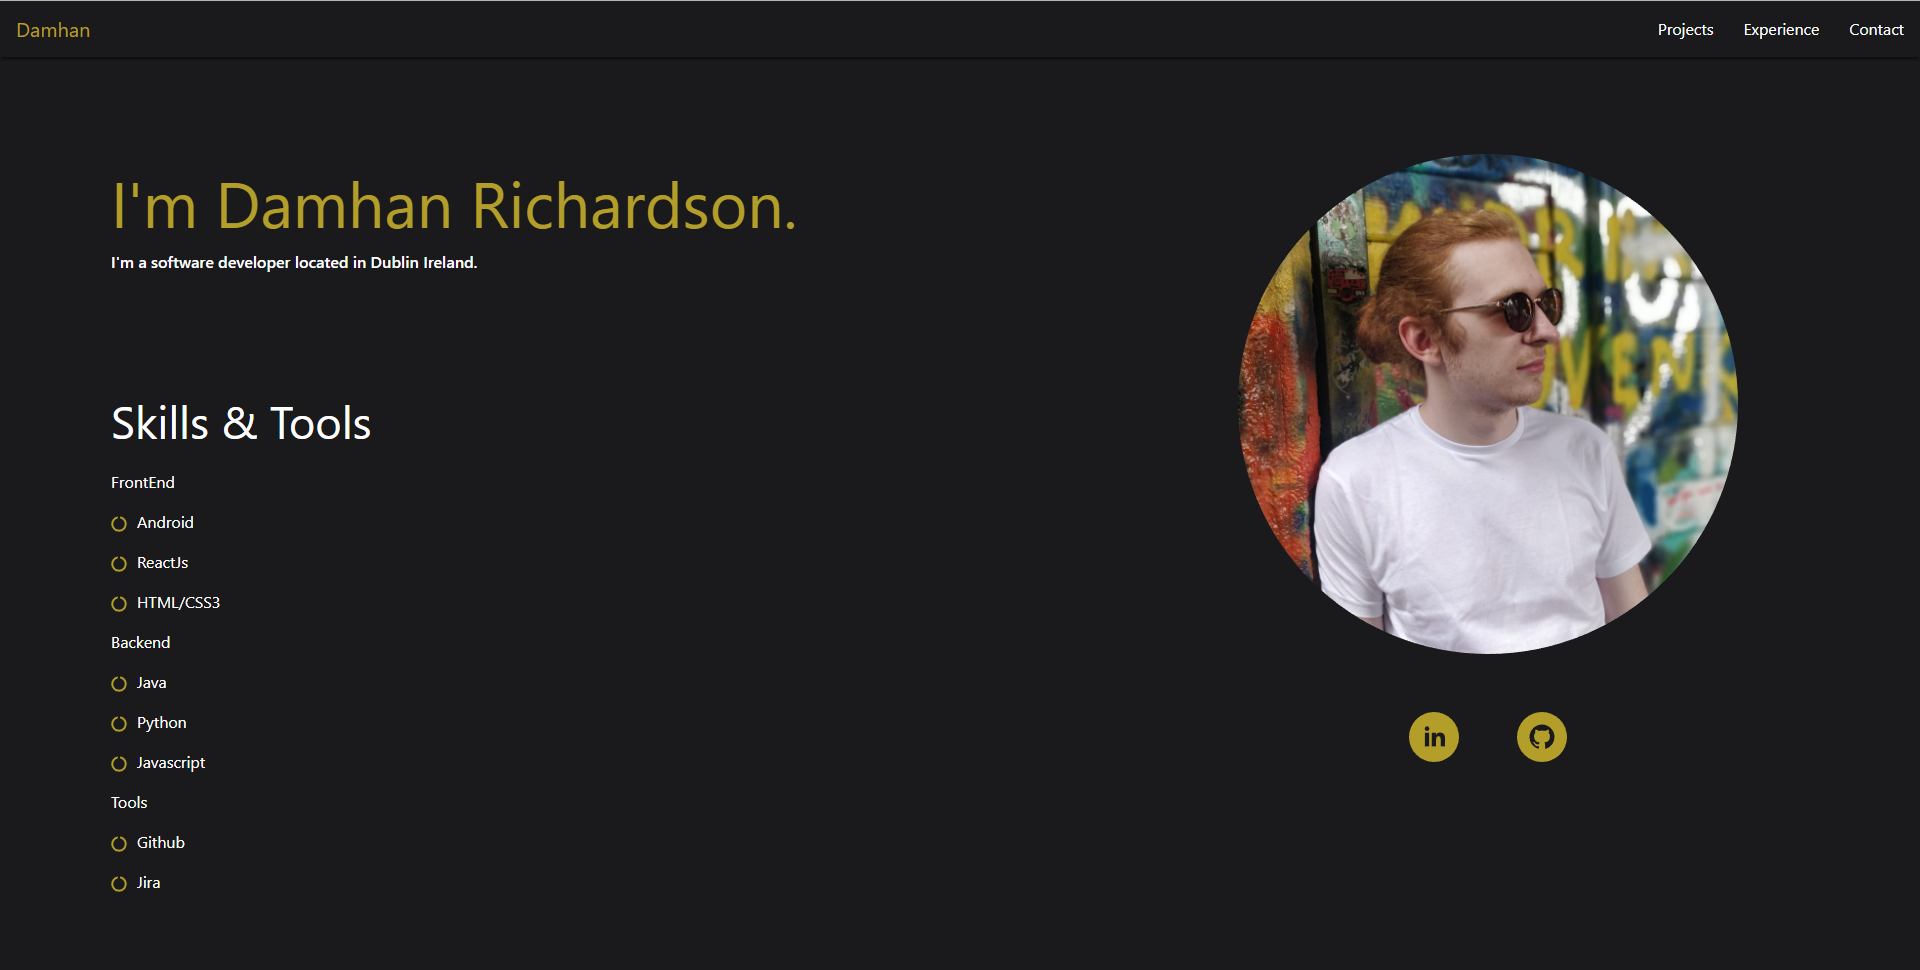 Damhan
Projects
Experience
Contact
I'm Damhan Richardson.
I'm a software developer located in Dublin Ireland.
Skills & Tools
FrontEnd
Android
ReactJs
HTML/CSS3
Backend
Java
Python
Javascript
Tools
Github
Jira
in